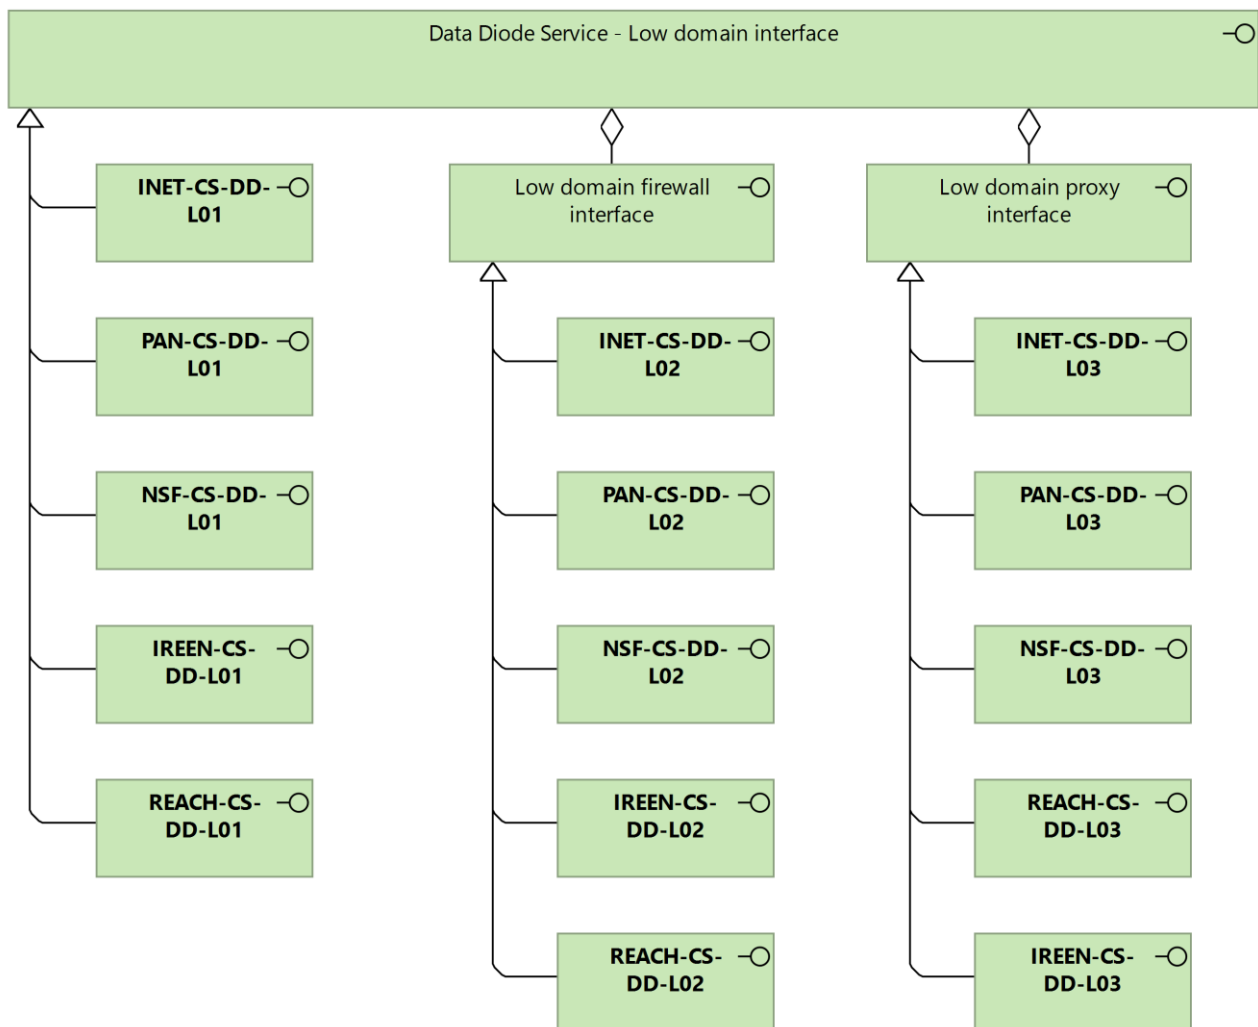 Data Diode Service - Low domain interface
INET-CS-DD-
L01
PAN-CS-DD-
L01
NSF-CS-DD-
L01
IREEN-CS-
DD-L01
REACH-CS-
DD-L01
Low domain firewall
interface
INET-CS-DD-
L02
PAN-CS-DD-
L02
NSF-CS-DD-
L02
IREEN-CS-
DD-L02
REACH-CS-
DD-L02
Low domain proxy
interface
INET-CS-DD-
L03
PAN-CS-DD-
L03
NSF-CS-DD-
L03
REACH-CS-
DD-L03
IREEN-CS-
DD-L03